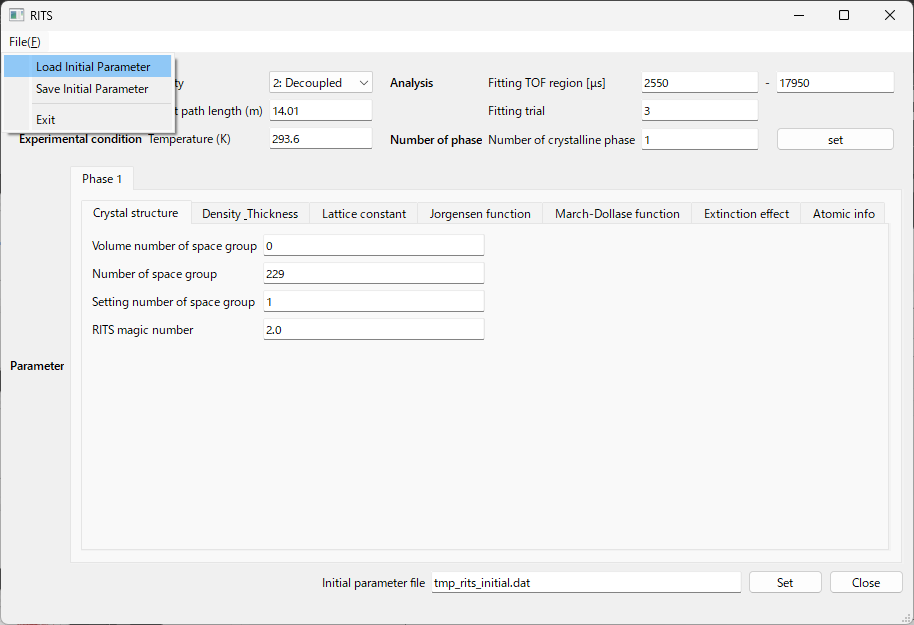 RITS
File(F)
Load Initial Parameter
Save Initial Parameter
Exit
ty 2: Decoupled Analysis Fitting TOF region [μs] 2550 - 17950
t path length (m) 14.01 Fitting trial 3
Experimental condition Temperature (K) 293.6 Number of phase Number of crystalline phase 1 set
Phase 1
Crystal structure Density_Thickness Lattice constant Jorgensen function March-Dollase function Extinction effect Atomic info
Volume number of space group 0
Number of space group 229
Setting number of space group 1
RITS magic number 2.0
Parameter
Initial parameter file tmp_rits_initial.dat Set Close